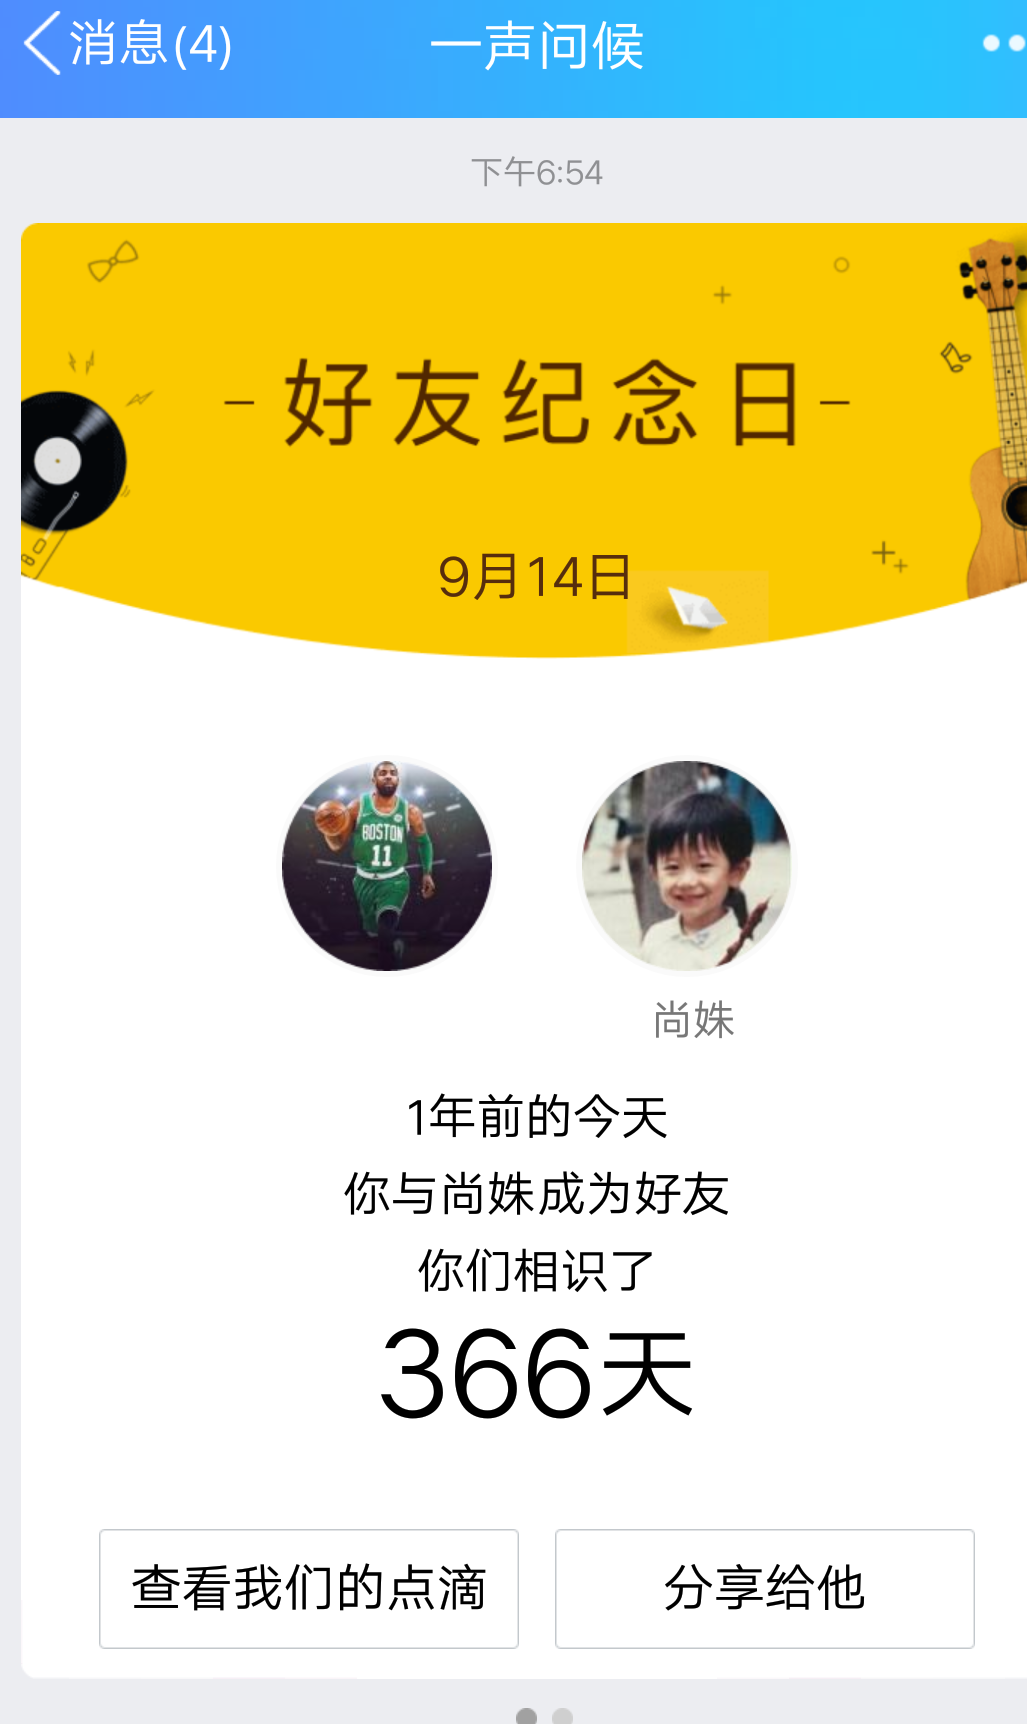 消息(4)
一声问候
下午6:54
好友纪念日
9月14日
BOSTON
11
尚姝
1年前的今天
你与尚姝成为好友
你们相识了
366天
查看我们的点滴
分享给他